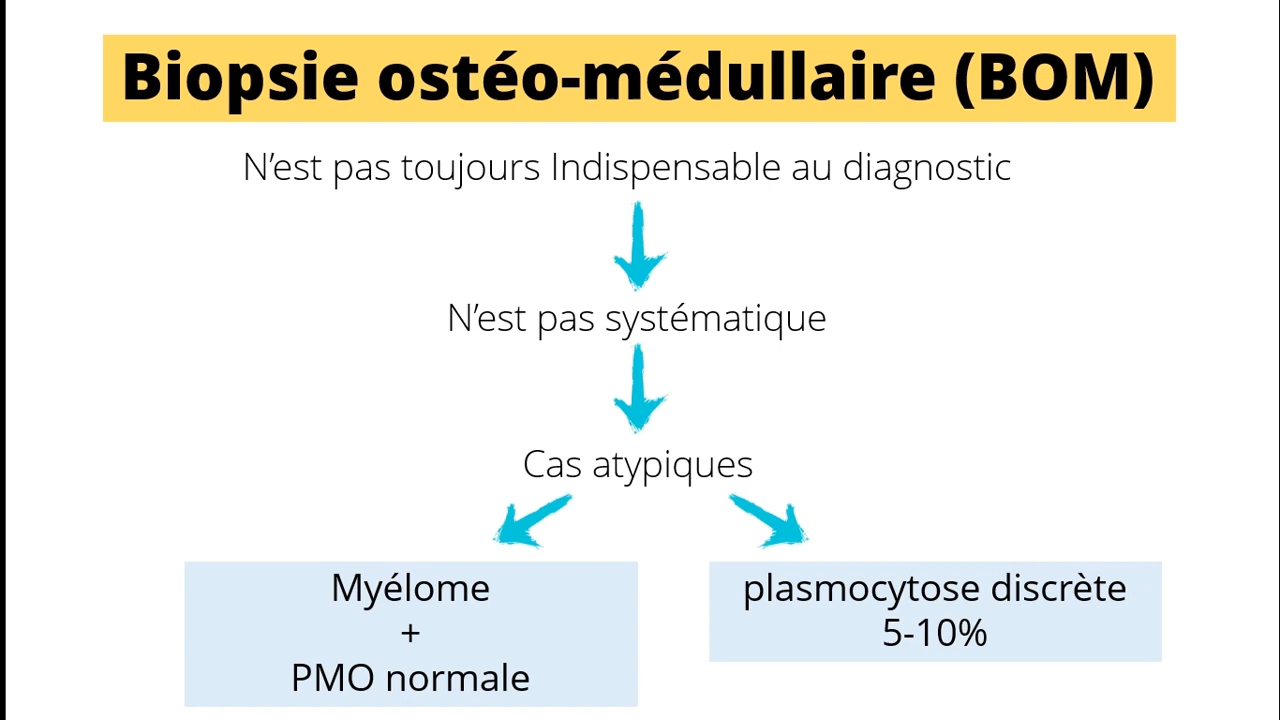 Biopsie ostéo-médullaire (BOM)
N’est pas toujours Indispensable au diagnostic
N’est pas systématique
Cas atypiques
Myélome
+
PMO normale
plasmocytose discrète
5-10%